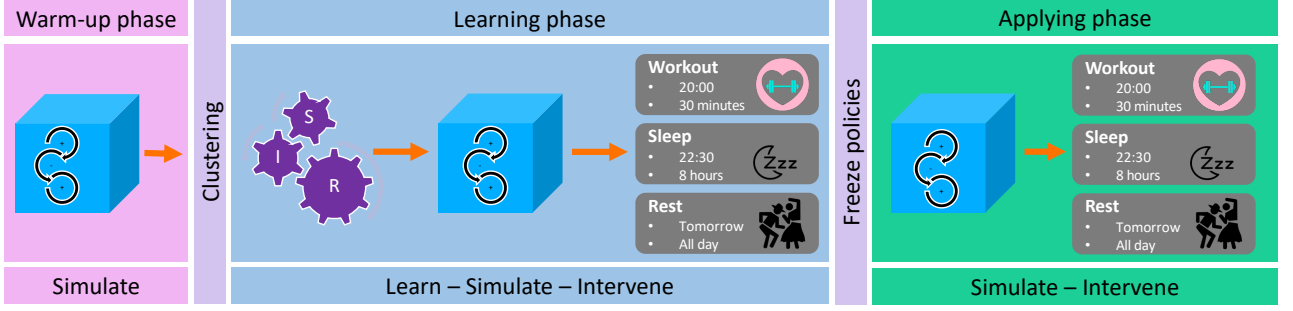 Warm-up phase
Simulate
Clustering
Learning phase
S
I
R
Workout
• 20:00
• 30 minutes
Sleep
• 22:30
• 8 hours
Zzz
Rest
• Tomorrow
• All day
Learn – Simulate – Intervene
Freeze policies
Applying phase
Workout
• 20:00
• 30 minutes
Sleep
• 22:30
• 8 hours
Zzz
Rest
• Tomorrow
• All day
Simulate – Intervene